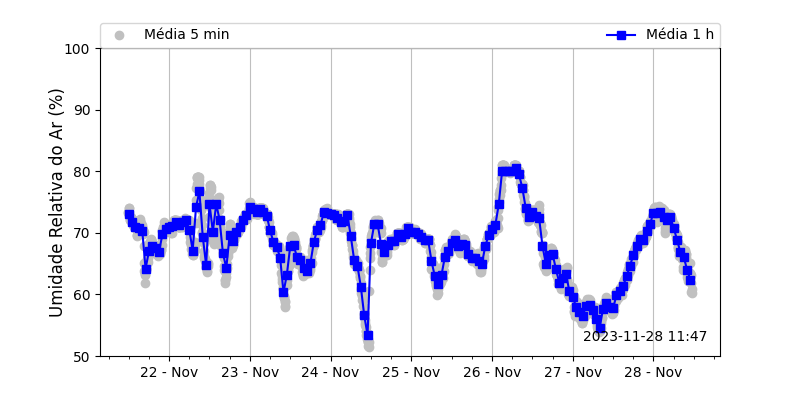 Média 5 min
Média 1 h
Umidade Relativa do Ar (%)
100
90
80
70
60
50
2023-11-28 11:47
22 - Nov
23 - Nov
24 - Nov
25 - Nov
26 - Nov
27 - Nov
28 - Nov